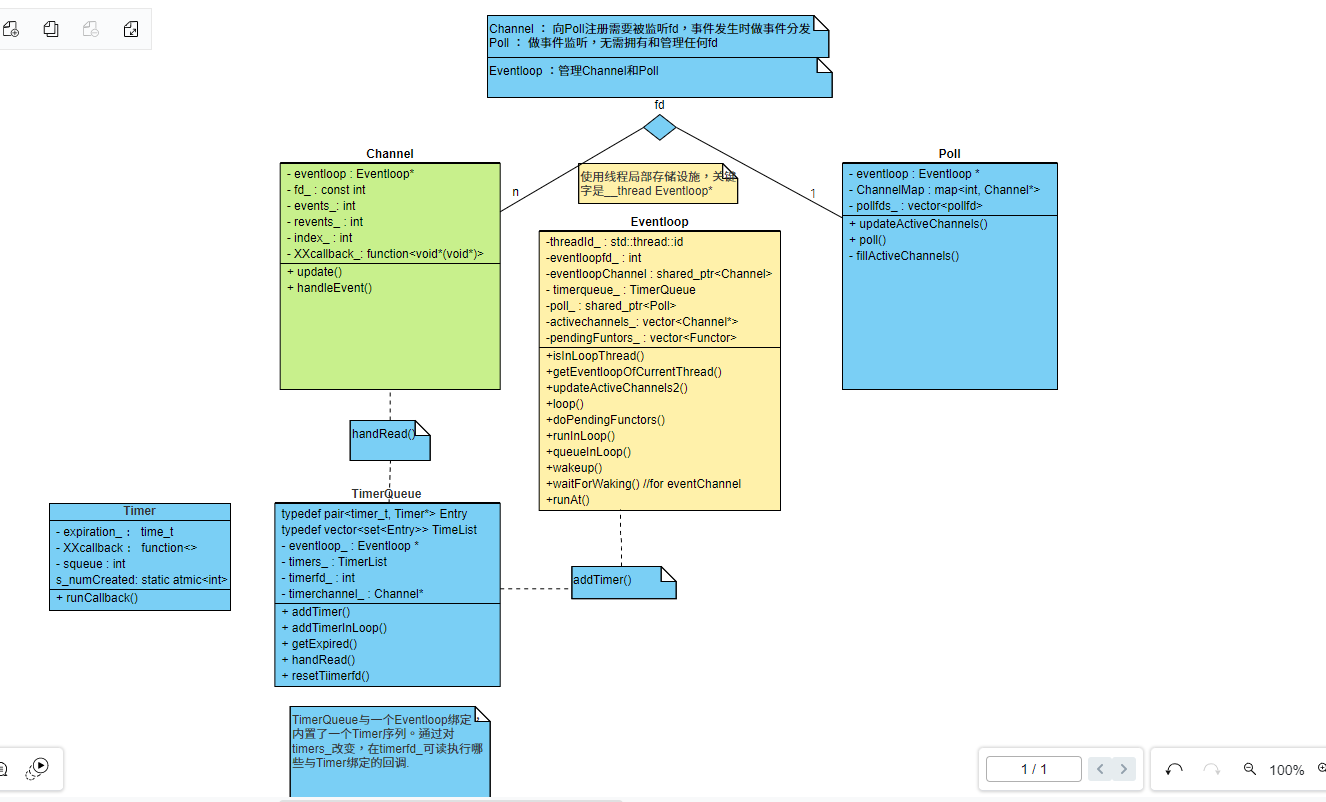 Channel ： 向Poll注册需要被监听fd，事件发生时做事件分发
Poll ： 做事件监听，无需拥有和管理任何fd
Eventloop ：管理Channel和Poll
fd
n
1
使用线程局部存储设施，关键
字是__thread Eventloop*
Channel
- eventloop : Eventloop*
- fd_ : const int
- events_: int
- revents_ : int
- index_ : int
- XXcallback_: function<void*(void*)>
+ update()
+ handleEvent()
Poll
- eventloop : Eventloop *
- ChannelMap : map<int, Channel*>
- pollfds_ : vector<pollfd>
+ updateActiveChannels()
+ poll()
- fillActiveChannels()
Eventloop
-threadId_ : std::thread::id
-eventloopfd_ : int
-eventloopChannel : shared_ptr<Channel>
- timerqueue_ : TimerQueue
-poll_ : shared_ptr<Poll>
-activechannels_: vector<Channel*>
-pendingFuntors_ : vector<Functor>
+isInLoopThread()
+getEventloopOfCurrentThread()
+updateActiveChannels2()
+loop()
+doPendingFunctors()
+runInLoop()
+queueInLoop()
+wakeup()
+waitForWaking() //for eventChannel
+runAt()
handRead()
Timer
- expiration_ ： time_t
- XXcallback ： function<>
- squeue : int
s_numCreated: static atmic<int>
+ runCallback()
TimerQueue
typedef pair<timer_t, Timer*> Entry
typedef vector<set<Entry>> TimeList
- eventloop_ : Eventloop *
- timers_ : TimerList
- timerfd_ : int
- timerchannel_ : Channel*
+ addTimer()
+ addTimerInLoop()
+ getExpired()
+ handRead()
+ resetTiimerfd()
addTimer()
TimerQueue与一个Eventloop绑定，
内置了一个Timer序列。通过对
timers_改变，在timerfd_可读执行哪
些与Timer绑定的回调.
1 / 1
100%